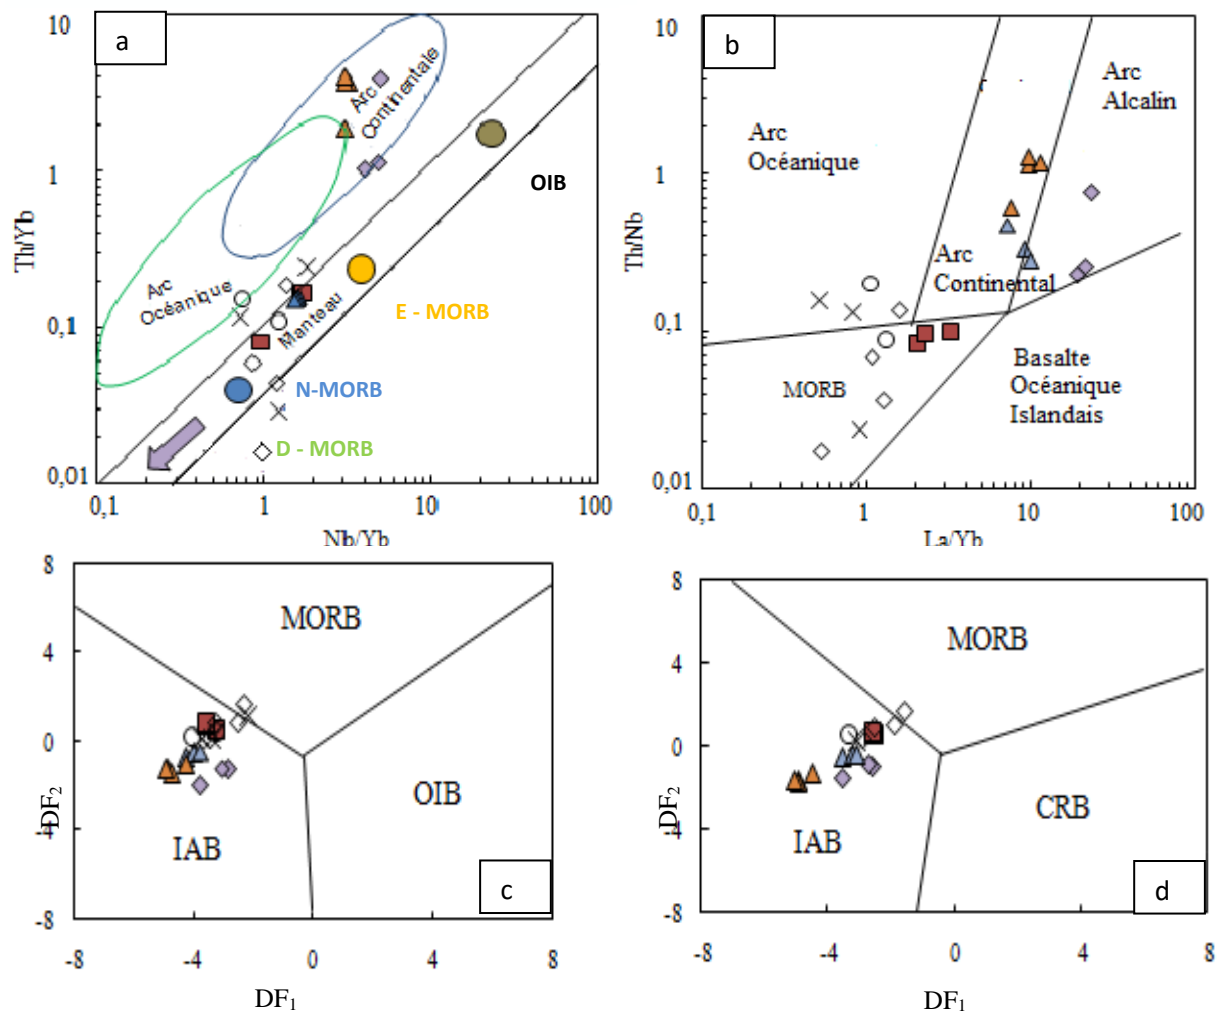 a
10
1
0,1
0,01
Th/Yb
Arc
Continentale
Arc
Océanique
Manteau
OIB
E - MORB
N-MORB
D - MORB
0,1
1
10
100
Nb/Yb
b
10
1
0,1
0,01
Th/Nb
Arc
Océanique
Arc
Alcalin
Arc
Continental
MORB
Basalte
Océanique
Islandais
0,1
1
10
100
La/Yb
8
4
0
-4
-8
DF2
MORB
OIB
IAB
c
-8
-4
0
4
8
DF1
8
4
0
-4
-8
DF2
MORB
CRB
IAB
d
-8
-4
0
4
8
DF1